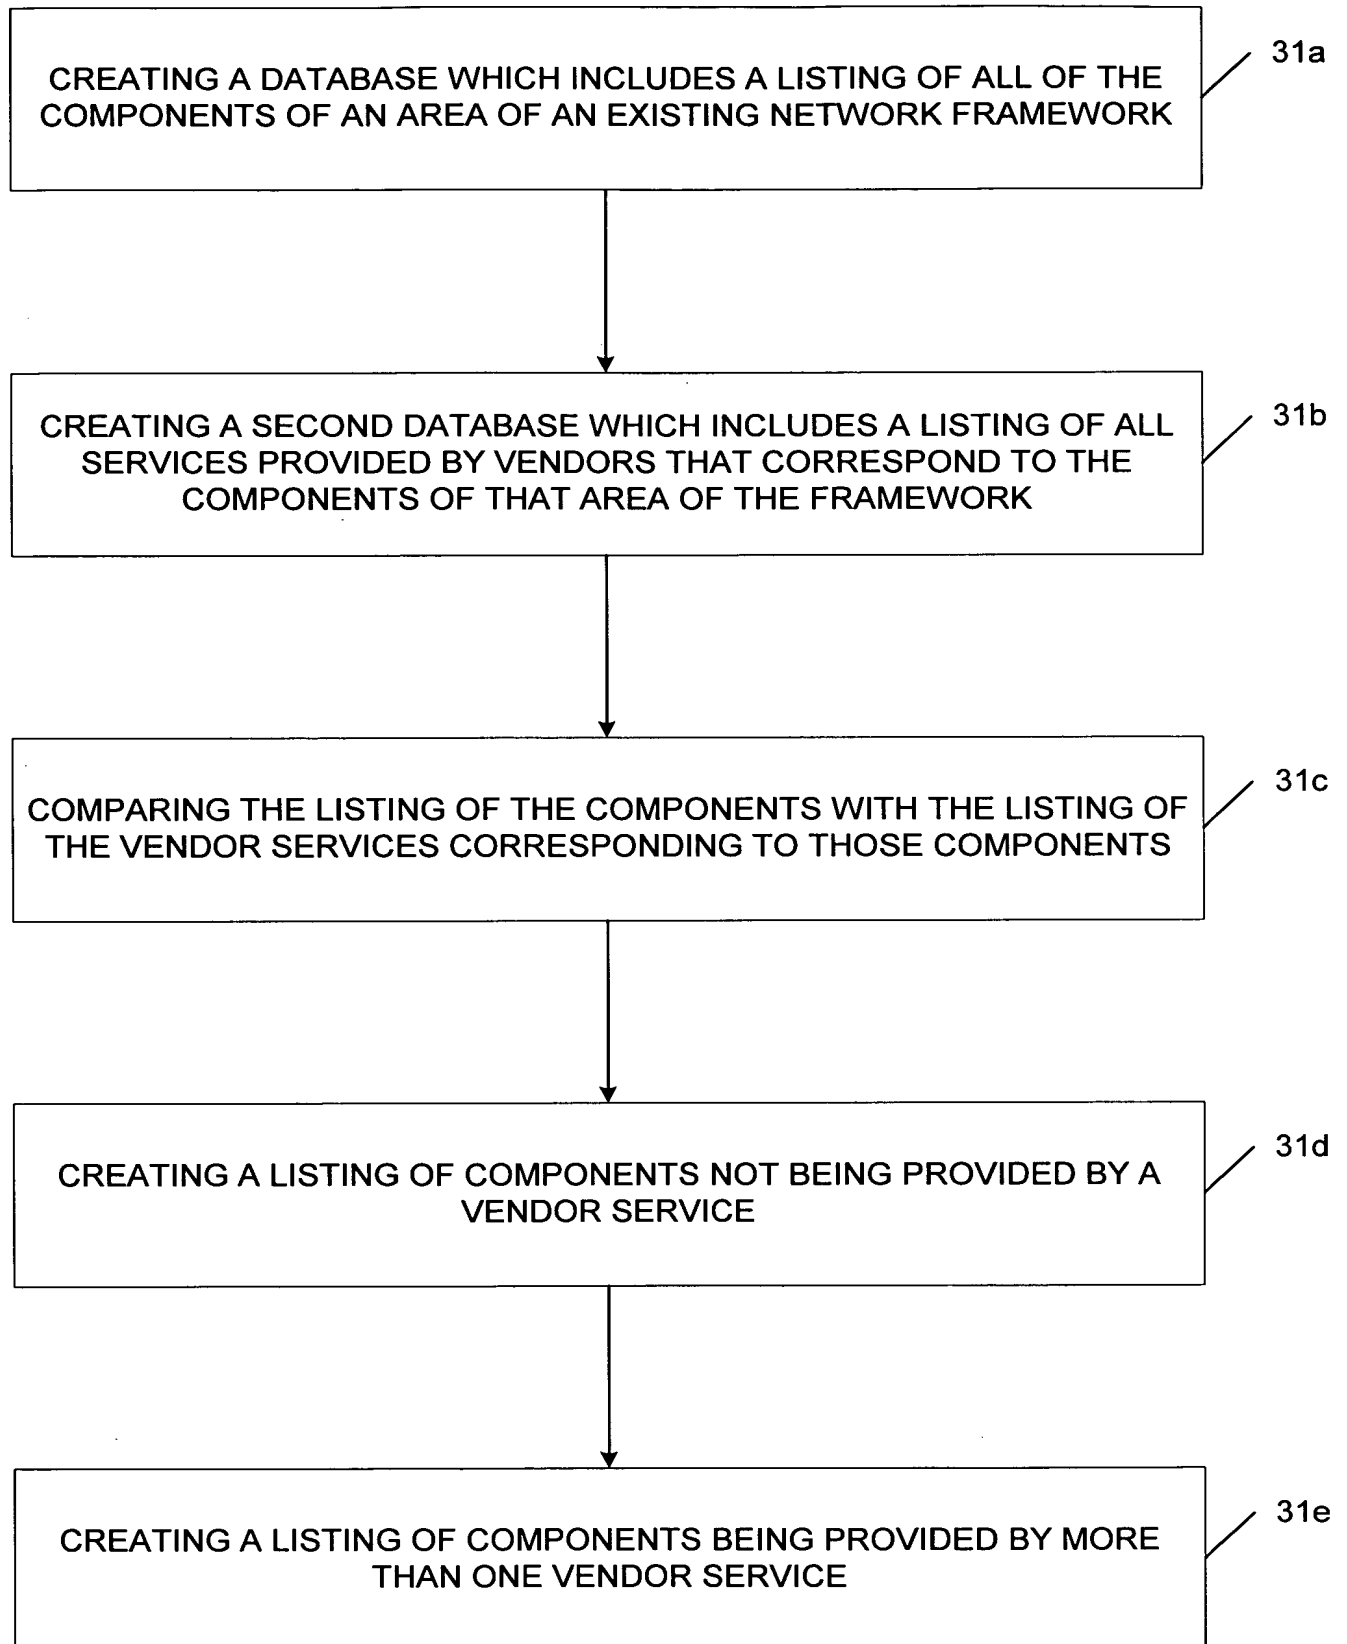 31a
CREATING A DATABASE WHICH INCLUDES A LISTING OF ALL OF THE
COMPONENTS OF AN AREA OF AN EXISTING NETWORK FRAMEWORK
31b
CREATING A SECOND DATABASE WHICH INCLUDES A LISTING OF ALL
SERVICES PROVIDED BY VENDORS THAT CORRESPOND TO THE
COMPONENTS OF THAT AREA OF THE FRAMEWORK
31c
COMPARING THE LISTING OF THE COMPONENTS WITH THE LISTING OF
THE VENDOR SERVICES CORRESPONDING TO THOSE COMPONENTS
31d
CREATING A LISTING OF COMPONENTS NOT BEING PROVIDED BY A
VENDOR SERVICE
31e
CREATING A LISTING OF COMPONENTS BEING PROVIDED BY MORE
THAN ONE VENDOR SERVICE